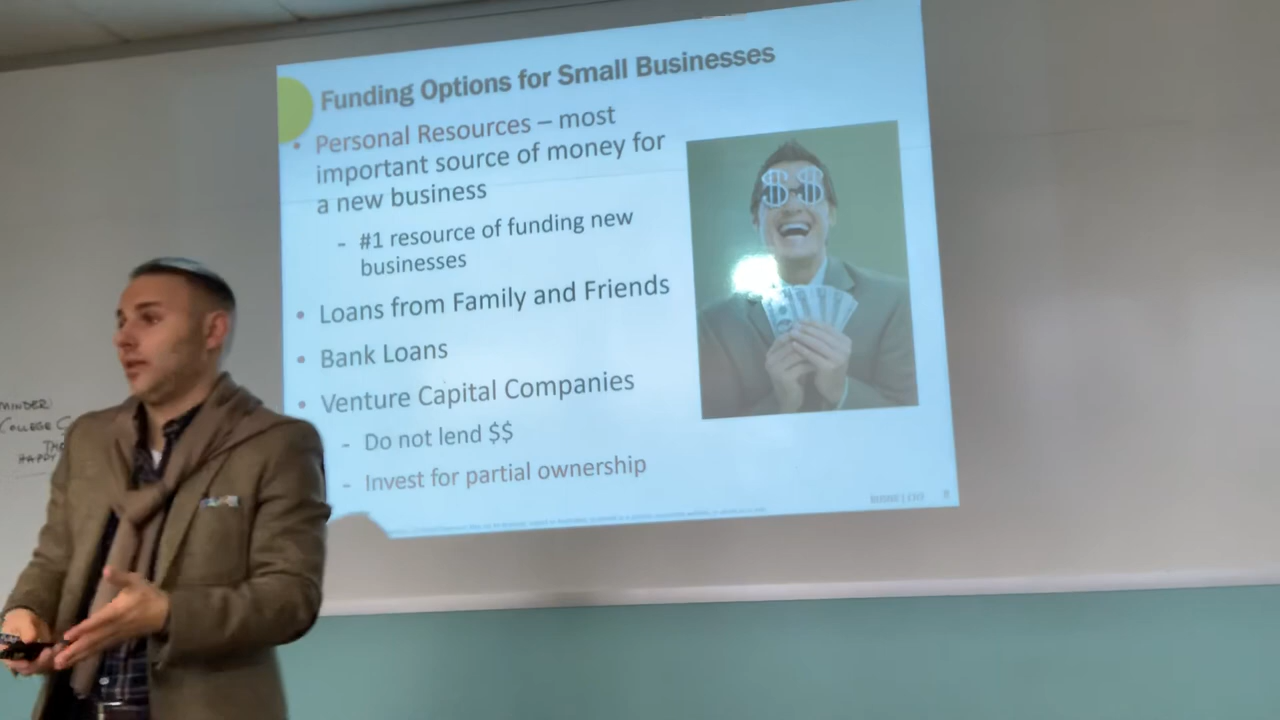 Funding Options for Small Businesses
• Personal Resources – most
important source of money for
a new business
- #1 resource of funding new
businesses
• Loans from Family and Friends
• Bank Loans
• Venture Capital Companies
- Do not lend $$
- Invest for partial ownership
$ $
MINDER:
COLLEGE